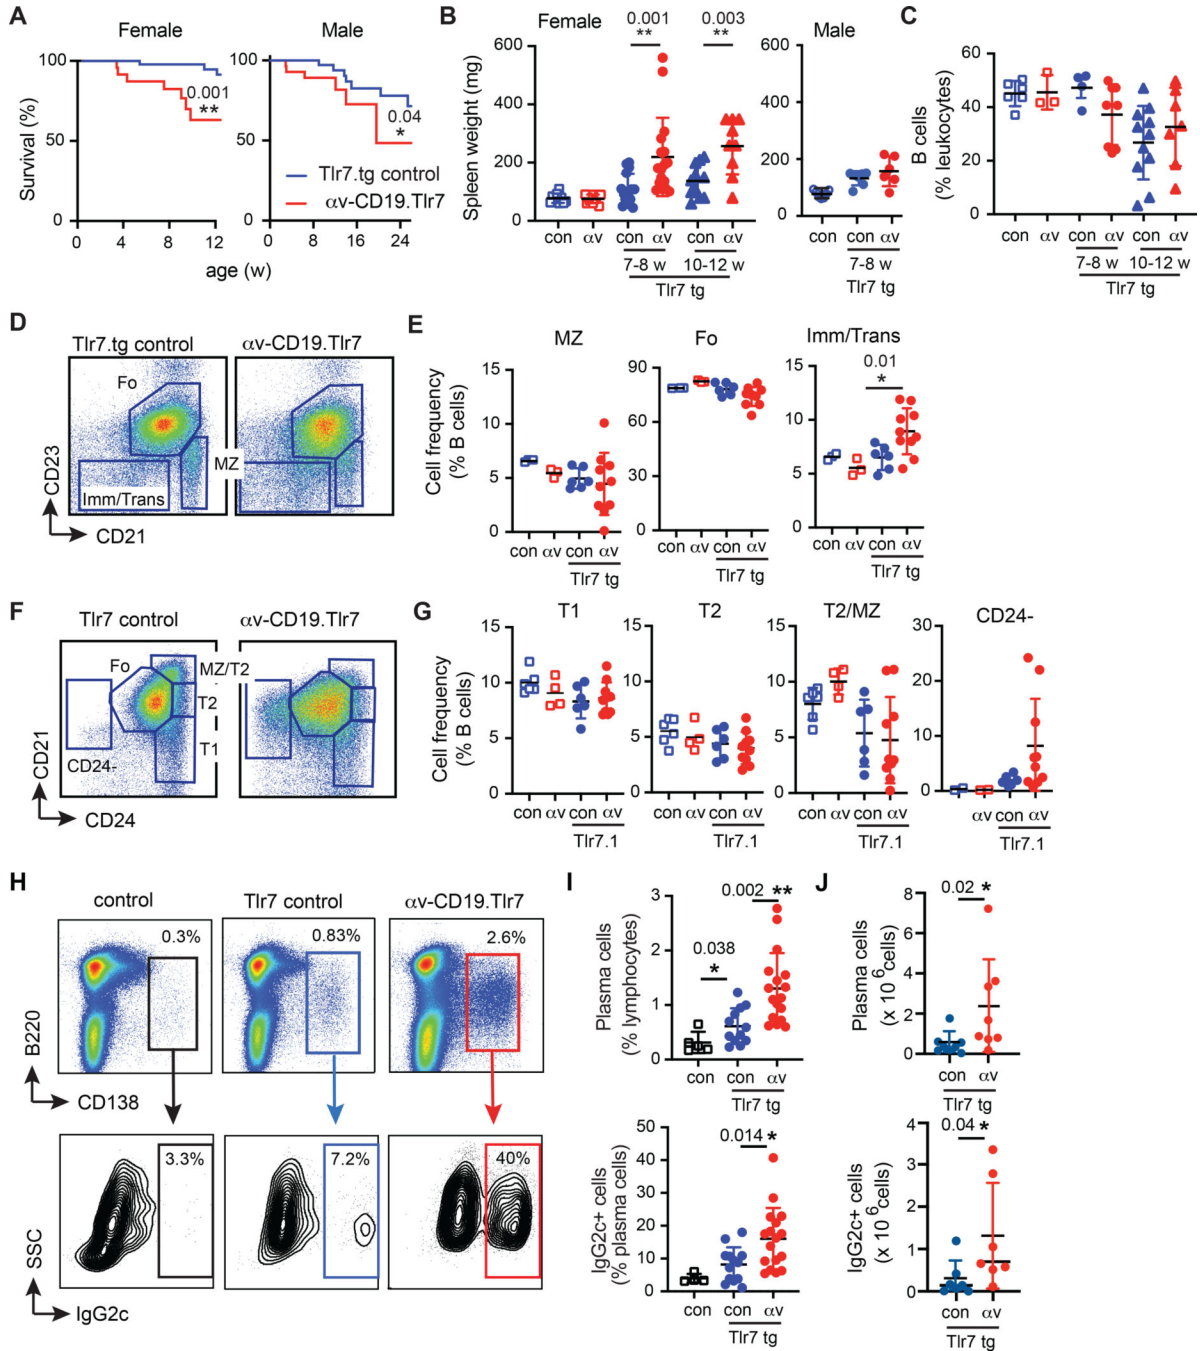 A
Female
Male
Survival (%)
100
50
0
0 4 8 12
0.001
**
100
50
0
0 8 16 24
0.04
*
Tlr7.tg control
αv-CD19.Tlr7
age (w)
B
Female
Male
Spleen weight (mg)
0.001
**
0.003
**
600
400
200
0
con αv con αv con αv
7-8 w 10-12 w
Tlr7 tg
600
400
200
0
con con αv
7-8 w
Tlr7 tg
C
B cells
(% leukocytes)
60
40
20
0
con αv con αv con αv
7-8 w 10-12 w
Tlr7 tg
D
Tlr7.tg control
αv-CD19.Tlr7
Fo
MZ
Imm/Trans
CD23
CD21
E
MZ
Fo
Imm/Trans
Cell frequency
(% B cells)
15
10
5
0
con αv con αv
Tlr7 tg
90
60
30
0
con αv con αv
Tlr7 tg
0.01
*
15
10
5
0
con αv con αv
Tlr7 tg
F
Tlr7 control
αv-CD19.Tlr7
Fo
MZ/T2
T2
T1
CD24-
CD21
CD24
G
T1
T2
T2/MZ
CD24-
Cell frequency
(% B cells)
15
10
5
0
con αv con αv
Tlr7.1
15
10
5
0
con αv con αv
Tlr7.1
15
10
5
0
con αv con αv
Tlr7.1
30
20
10
0
αv con αv
Tlr7.1
H
control
Tlr7 control
αv-CD19.Tlr7
0.3%
0.83%
2.6%
B220
CD138
3.3%
7.2%
40%
SSC
IgG2c
I
Plasma cells
(% lymphocytes)
0.002 **
0.038
*
3
2
1
0
con con αv
Tlr7 tg
IgG2c+ cells
(% plasma cells)
0.014 *
50
40
30
20
10
0
con con αv
Tlr7 tg
J
Plasma cells
(x 10 6cells)
0.02 *
8
6
4
2
0
con αv
Tlr7 tg
IgG2c+ cells
(x 10 6cells)
0.04 *
4
3
2
1
0
con αv
Tlr7 tg